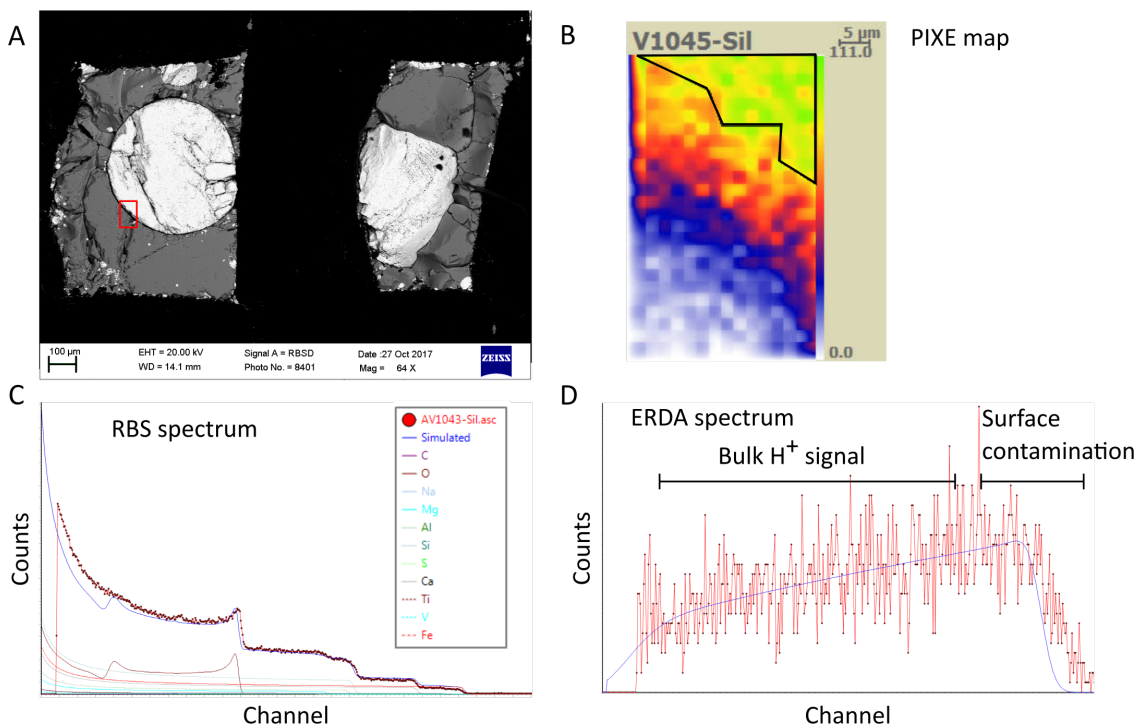 A
100 µm
EHT = 20.00 kV
WD = 14.1 mm
Signal A = RBSD
Photo No. = 8401
Date :27 Oct 2017
Mag = 64 X
ZEISS
B
V1045-Sil
5 µm
111.0
0.0
PIXE map
C
RBS spectrum
AV1043-Sil.asc
Simulated
C
O
Na
Mg
Al
Si
S
Ca
Ti
V
Fe
Counts
Channel
D
ERDA spectrum
Bulk H+ signal
Surface
contamination
Counts
Channel